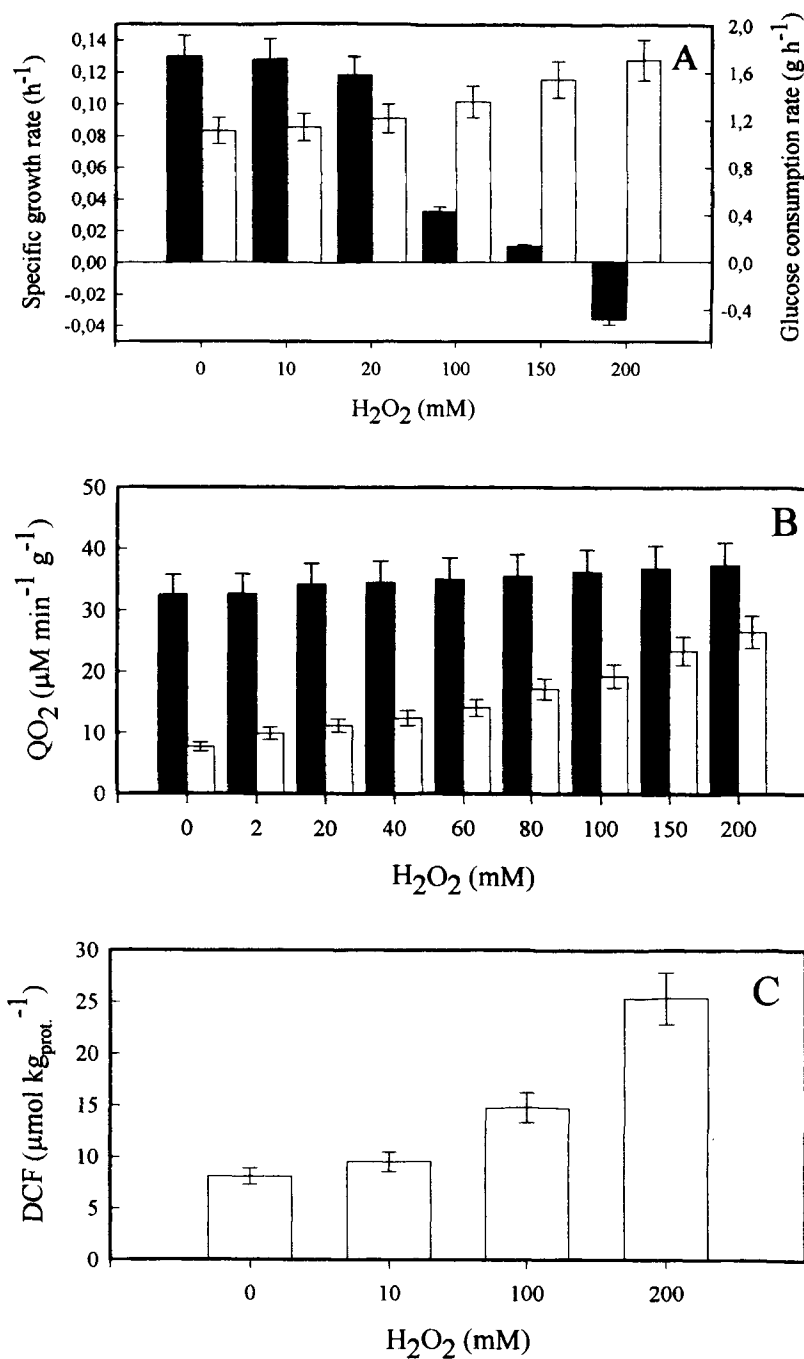 A
Specific growth rate (h⁻¹)
0,14
0,12
0,10
0,08
0,06
0,04
0,02
0,00
-0,02
-0,04
2,0
1,6
1,2
0,8
0,4
0,0
-0,4
Glucose consumption rate (g h⁻¹)
0 10 20 100 150 200
H₂O₂ (mM)
B
QO₂ (μM min⁻¹ g⁻¹)
50
40
30
20
10
0
0 2 20 40 60 80 100 150 200
H₂O₂ (mM)
C
DCF (μmol kg prot.⁻¹)
30
25
20
15
10
5
0
0 10 100 200
H₂O₂ (mM)